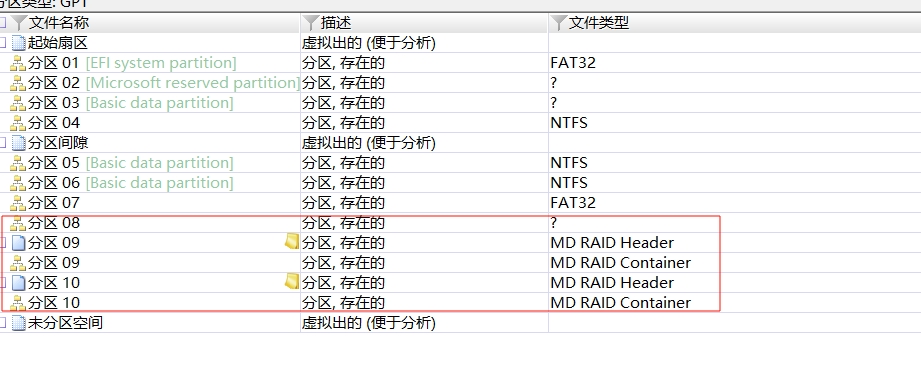 分区类型: GPT
文件名称 描述 文件类型
起始扇区 虚拟出的 (便于分析)
分区 01 [EFI system partition] 分区, 存在的 FAT32
分区 02 [Microsoft reserved partition] 分区, 存在的 ?
分区 03 [Basic data partition] 分区, 存在的 ?
分区 04 分区, 存在的 NTFS
分区间隙 虚拟出的 (便于分析)
分区 05 [Basic data partition] 分区, 存在的 NTFS
分区 06 [Basic data partition] 分区, 存在的 NTFS
分区 07 分区, 存在的 FAT32
分区 08 分区, 存在的 ?
分区 09 分区, 存在的 MD RAID Header
分区 09 分区, 存在的 MD RAID Container
分区 10 分区, 存在的 MD RAID Header
分区 10 分区, 存在的 MD RAID Container
未分区空间 虚拟出的 (便于分析)